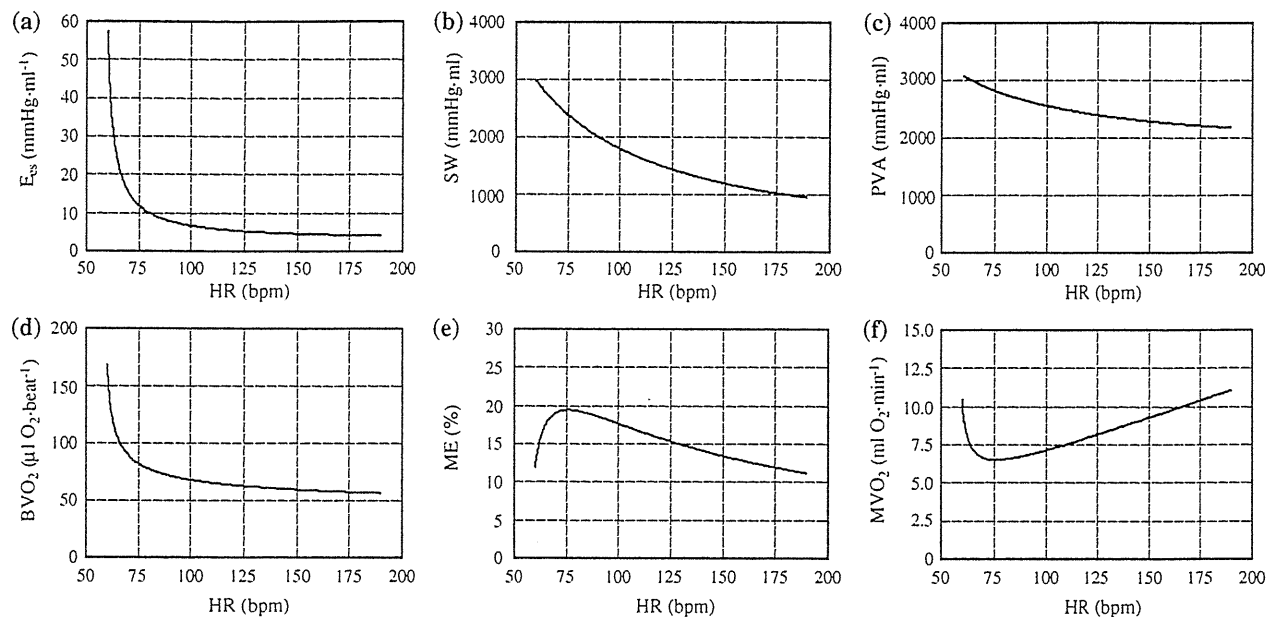 (a)
E_es (mmHg·ml⁻¹)
60
50
40
30
20
10
0
50 75 100 125 150 175 200
HR (bpm)
(b)
SW (mmHg·ml)
4000
3000
2000
1000
0
50 75 100 125 150 175 200
HR (bpm)
(c)
PVA (mmHg·ml)
4000
3000
2000
1000
0
50 75 100 125 150 175 200
HR (bpm)
(d)
BVO₂ (μl O₂·beat⁻¹)
200
150
100
50
0
50 75 100 125 150 175 200
HR (bpm)
(e)
ME (%)
30
25
20
15
10
5
0
50 75 100 125 150 175 200
HR (bpm)
(f)
MVO₂ (ml O₂·min⁻¹)
15.0
12.5
10.0
7.5
5.0
2.5
0
50 75 100 125 150 175 200
HR (bpm)